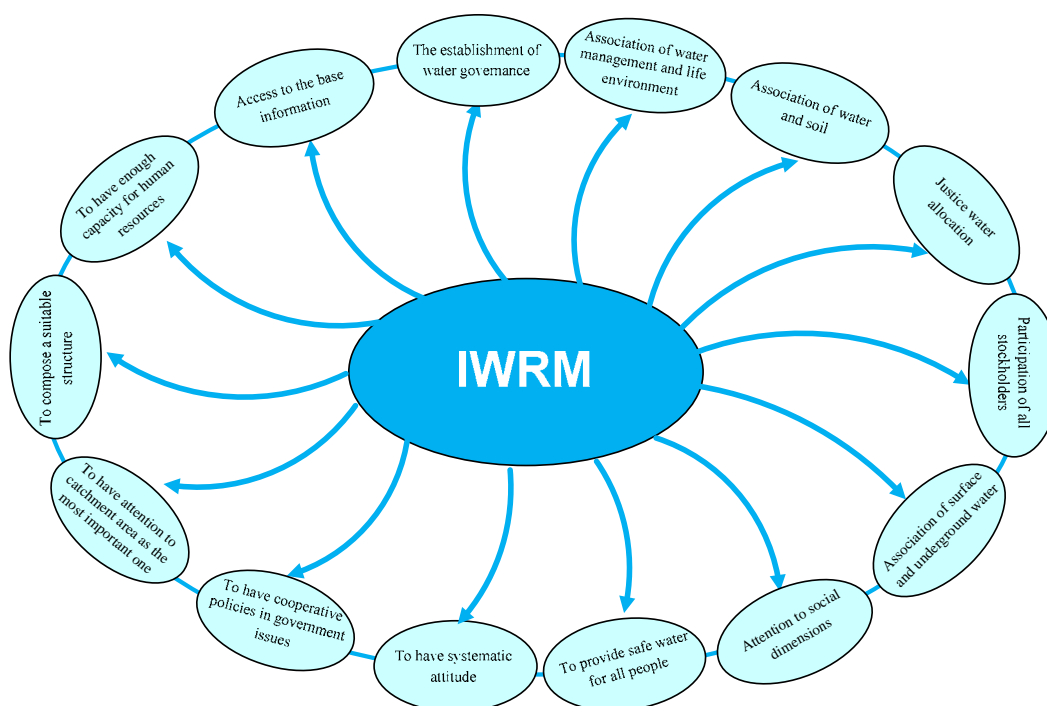 The establishment of
water governance
Association of water
management and life
environment
Association of water
and soil
Justice water
allocation
Participation of all
stockholders
Association of surface
and underground water
Attention to social
dimensions
To provide safe water
for all people
To have systematic
attitude
To have cooperative
policies in government
issues
To have attention to
catchment area as the
most important one
To compose a suitable
structure
To have enough
capacity for human
resources
Access to the base
information
IWRM